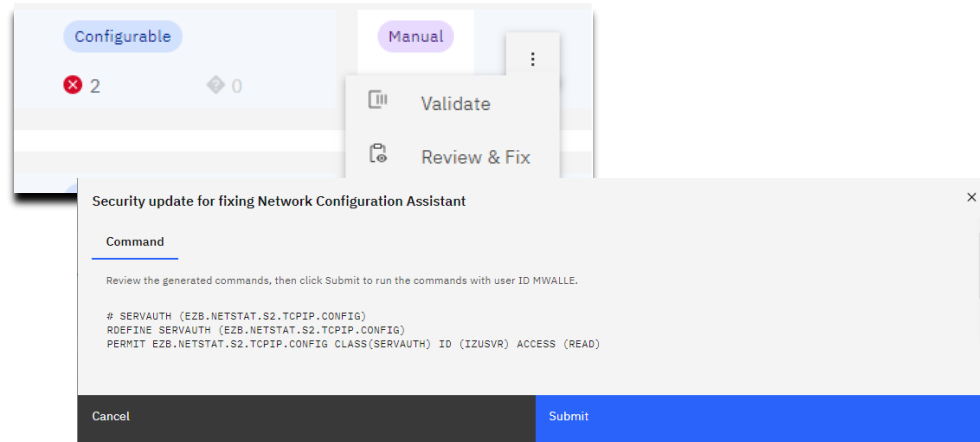 Configurable
Manual
2
0
Validate
Review & Fix
Security update for fixing Network Configuration Assistant
Command
Review the generated commands, then click Submit to run the commands with user ID MWALLE.
# SERVAUTH (EZB.NETSTAT.S2.TCPIP.CONFIG)
RDEFINE SERVAUTH (EZB.NETSTAT.S2.TCPIP.CONFIG)
PERMIT EZB.NETSTAT.S2.TCPIP.CONFIG CLASS(SERVAUTH) ID (IZUSVR) ACCESS (READ)
Cancel
Submit